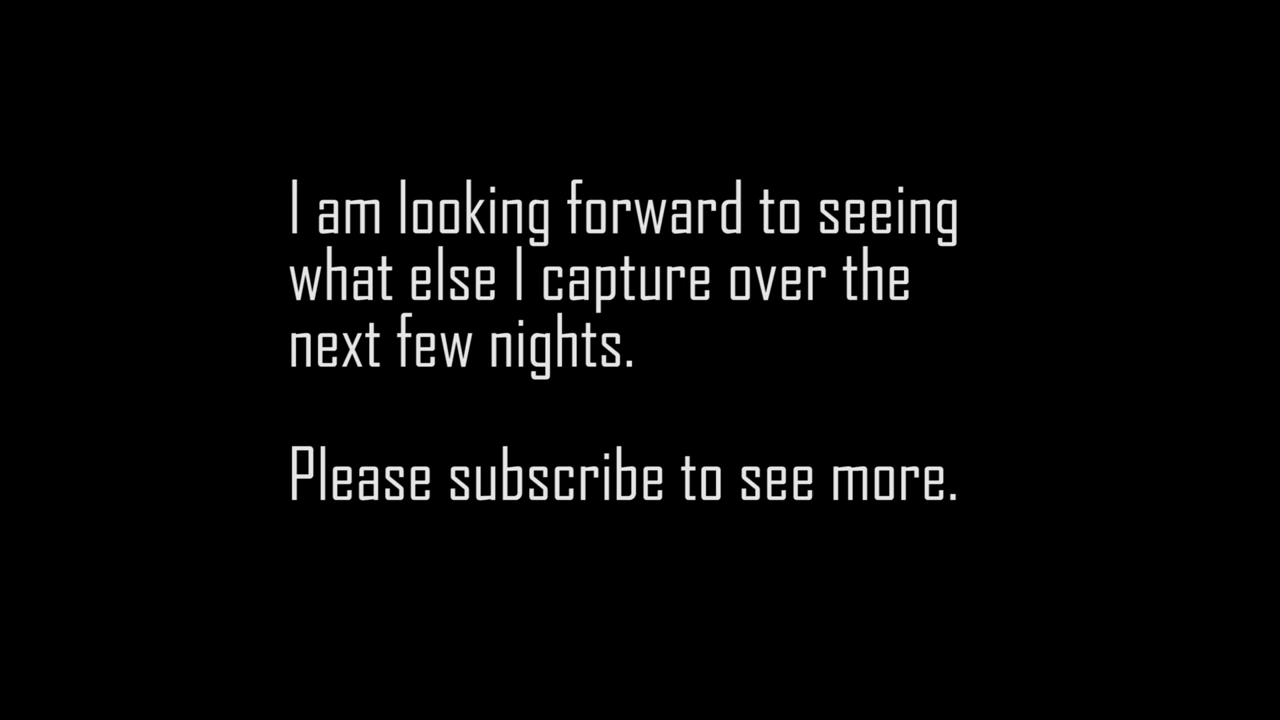 I am looking forward to seeing
what else I capture over the
next few nights.
Please subscribe to see more.